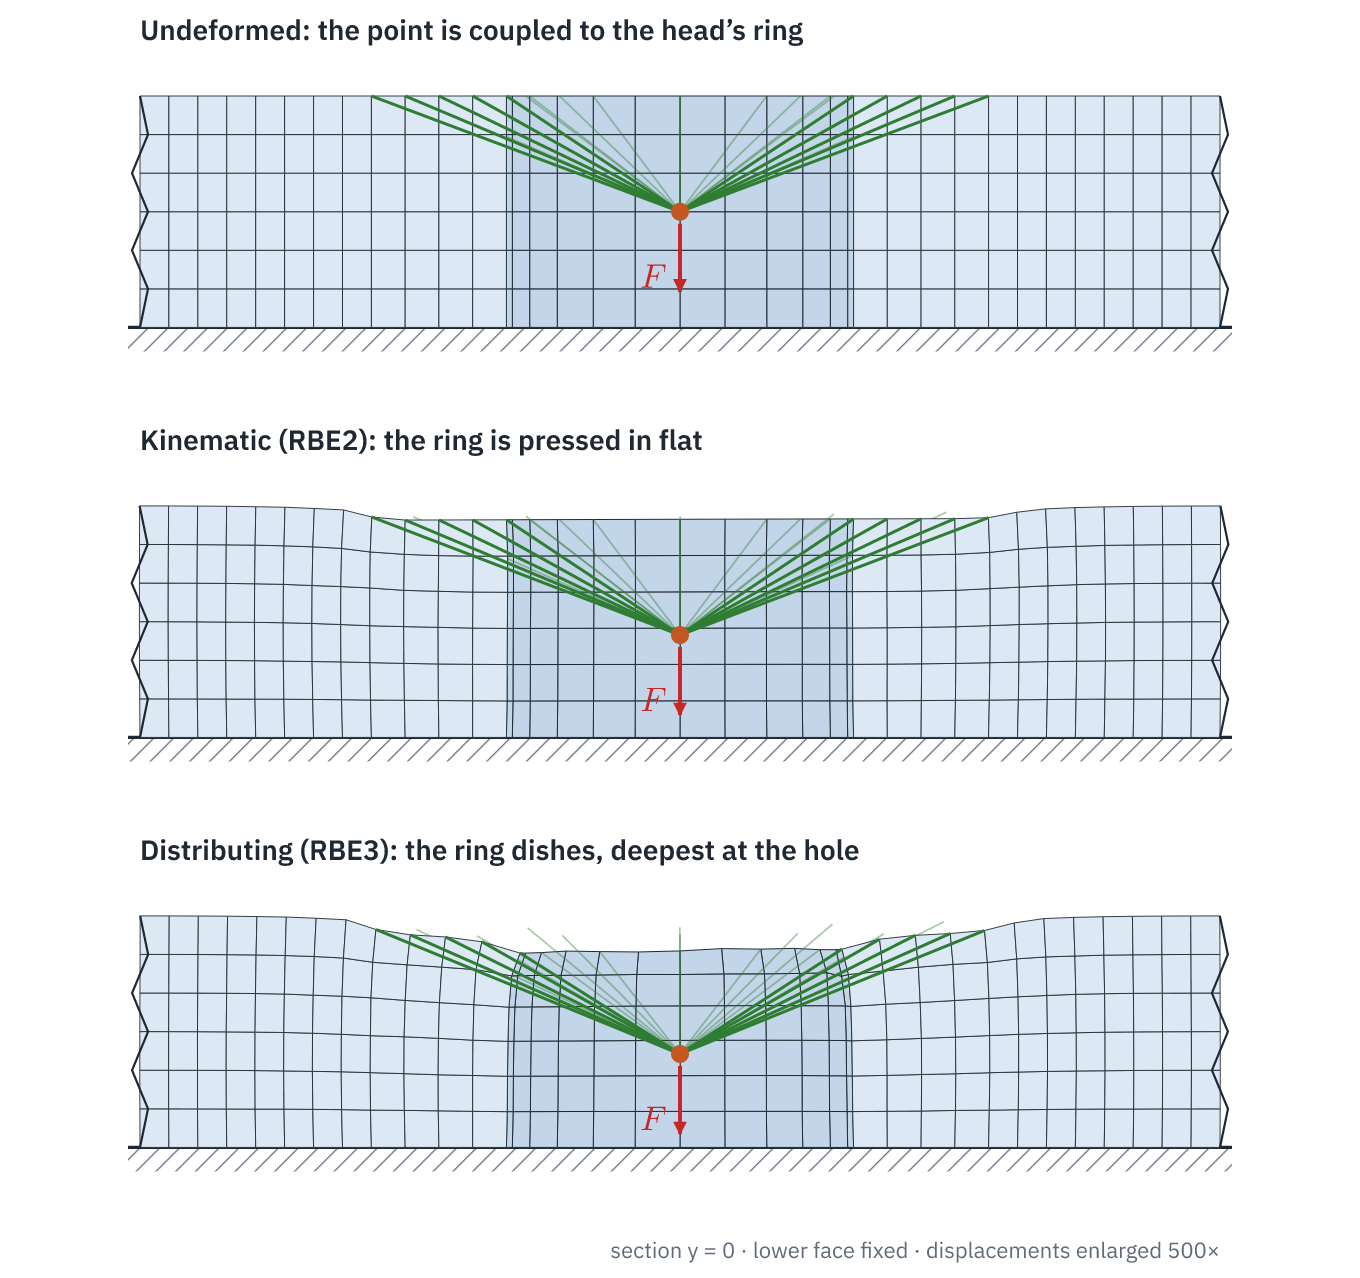 Undeformed: the point is coupled to the head’s ring
F
Kinematic (RBE2): the ring is pressed in flat
F
Distributing (RBE3): the ring dishes, deepest at the hole
F
section y = 0 · lower face fixed · displacements enlarged 500×